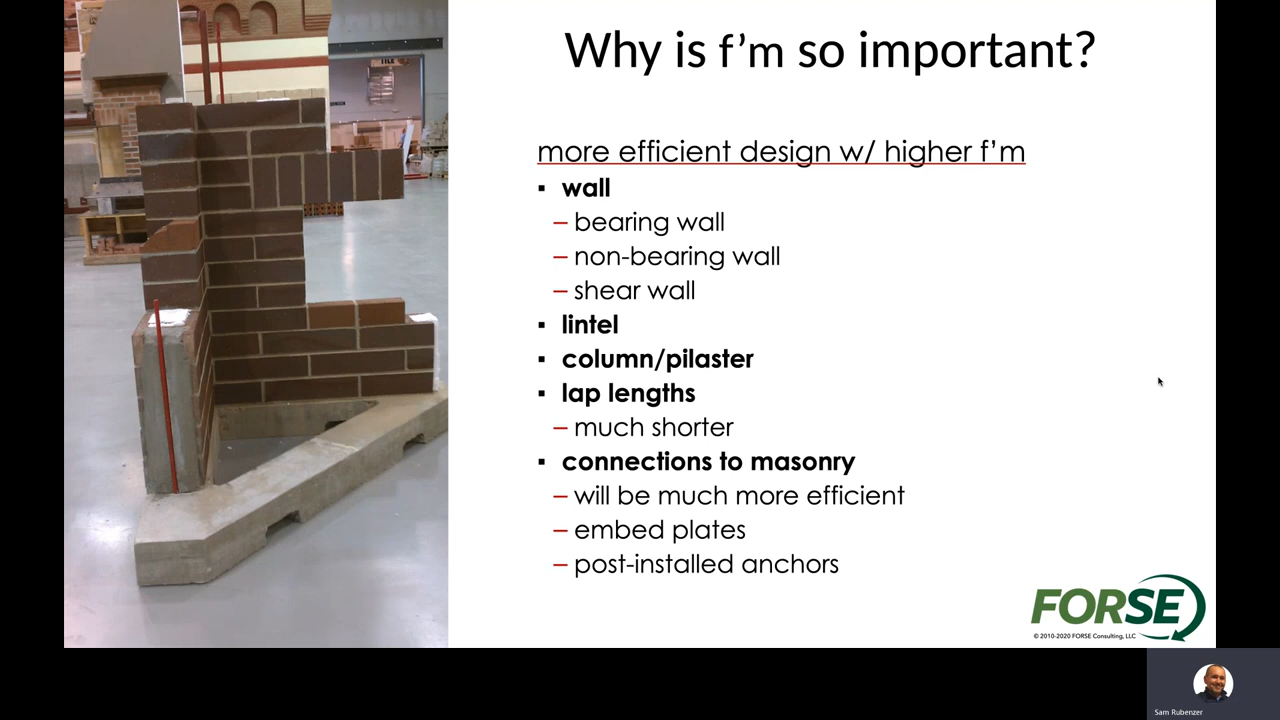 Why is f'm so important?
more efficient design w/ higher f'm
▪ wall
– bearing wall
– non-bearing wall
– shear wall
▪ lintel
▪ column/pilaster
▪ lap lengths
– much shorter
▪ connections to masonry
– will be much more efficient
– embed plates
– post-installed anchors
FORSE
© 2010-2020 FORSE Consulting, LLC
Sam Rubenzer
TILE